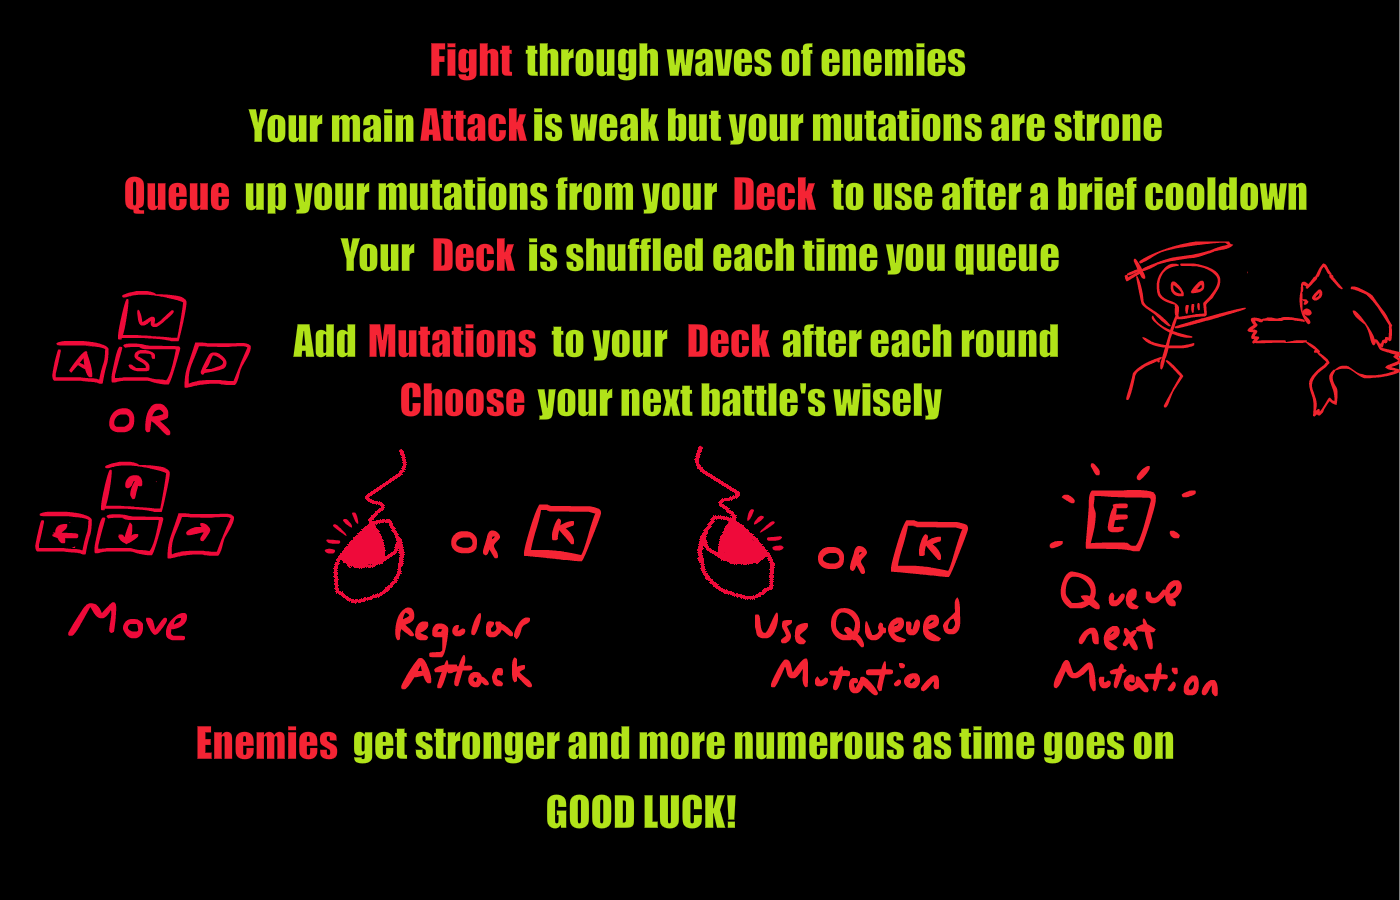 Fight through waves of enemies
Your main Attack is weak but your mutations are strone
Queue up your mutations from your Deck to use after a brief cooldown
Your Deck is shuffled each time you queue
Add Mutations to your Deck after each round
Choose your next battle's wisely
W
A S D
OR
↑
← ↓ →
Move
OR K
Regular
Attack
OR K
Use Queued
Mutation
E
Queue
next
Mutation
Enemies get stronger and more numerous as time goes on
GOOD LUCK!